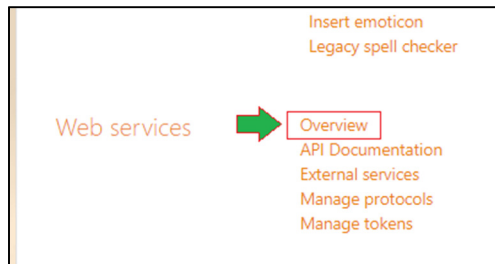 Insert emoticon
Legacy spell checker
Web services
Overview
API Documentation
External services
Manage protocols
Manage tokens